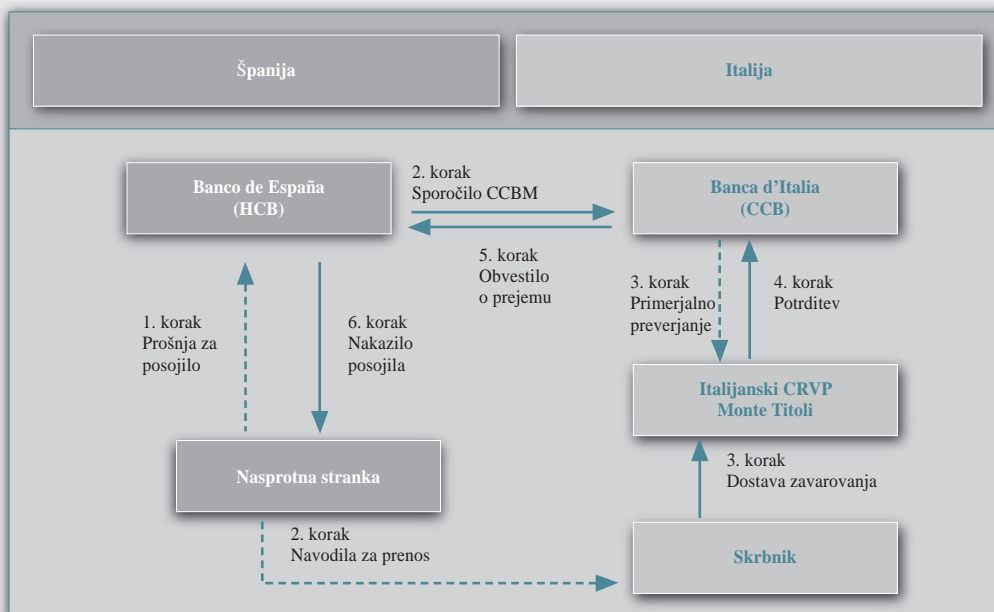 Španija
Italija
Banco de España
(HCB)
2. korak
Sporočilo CCBM
Banca d’Italia
(CCB)
5. korak
Obvestilo
o prejemu
1. korak
Prošnja za
posojilo
6. korak
Nakazilo
posojila
3. korak
Primerjalno
preverjanje
4. korak
Potrditev
Italijanski CRVP
Monte Titoli
Nasprotna stranka
3. korak
Dostava zavarovanja
2. korak
Navodila za prenos
Skrbnik